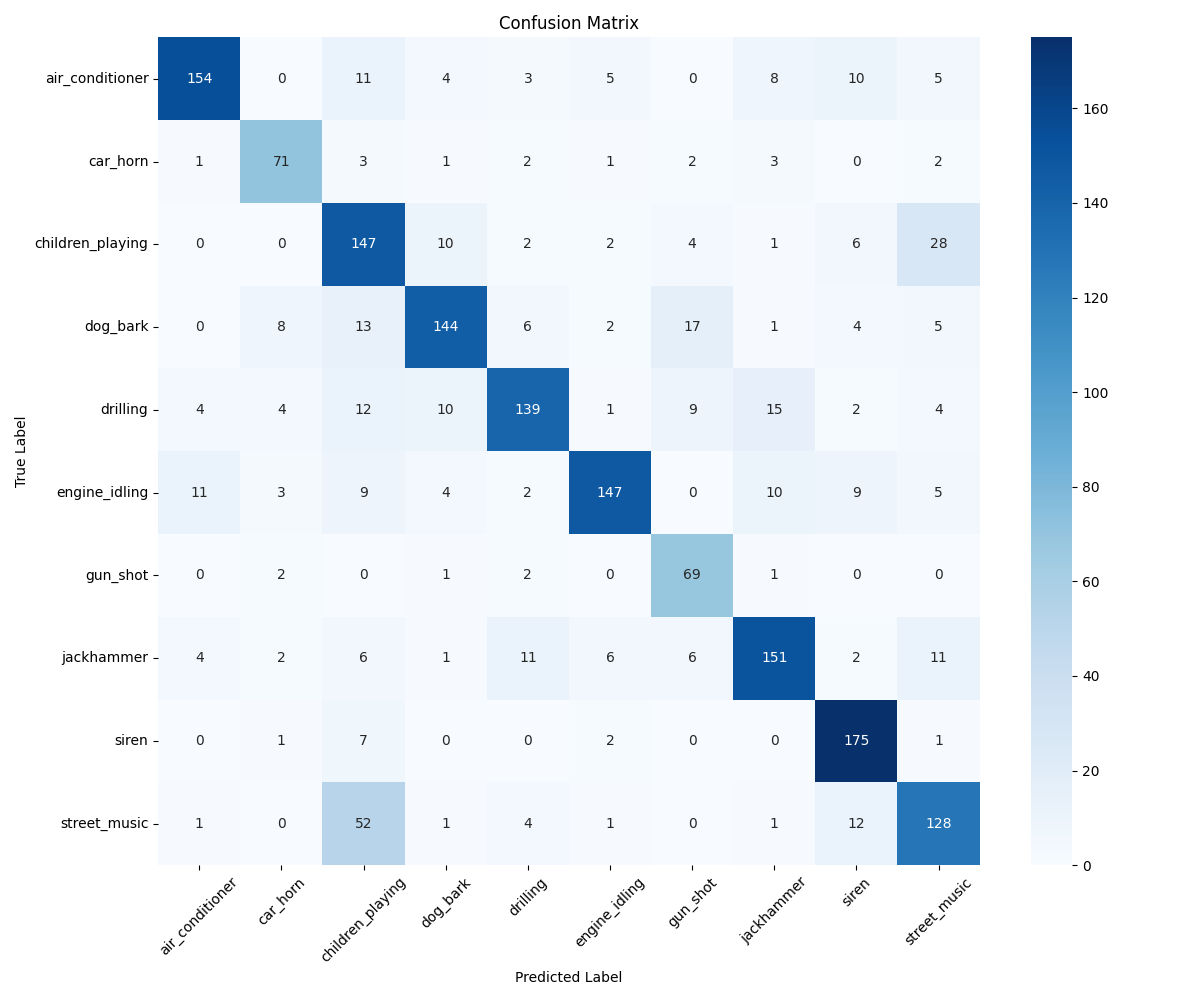 Confusion Matrix
air_conditioner 154 0 11 4 3 5 0 8 10 5
car_horn 1 71 3 1 2 1 2 3 0 2
children_playing 0 0 147 10 2 2 4 1 6 28
dog_bark 0 8 13 144 6 2 17 1 4 5
drilling 4 4 12 10 139 1 9 15 2 4
engine_idling 11 3 9 4 2 147 0 10 9 5
gun_shot 0 2 0 1 2 0 69 1 0 0
jackhammer 4 2 6 1 11 6 6 151 2 11
siren 0 1 7 0 0 2 0 0 175 1
street_music 1 0 52 1 4 1 0 1 12 128
air_conditioner car_horn children_playing dog_bark drilling engine_idling gun_shot jackhammer siren street_music
Predicted Label
True Label
160
140
120
100
80
60
40
20
0